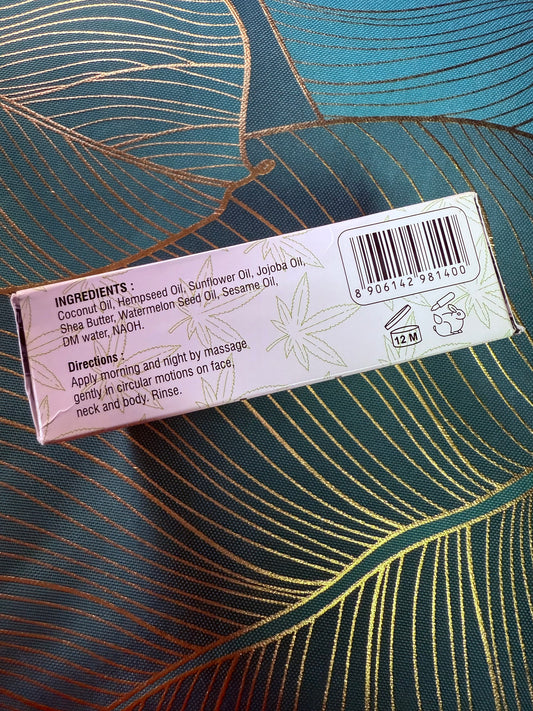 INGREDIENTS :
Coconut Oil, Hempseed Oil, Sunflower Oil, Jojoba Oil,
Shea Butter, Watermelon Seed Oil, Sesame Oil,
DM water, NAOH.
Directions :
Apply morning and night by massage
gently in circular motions on face,
neck and body. Rinse.
8 906142 981400
12 M